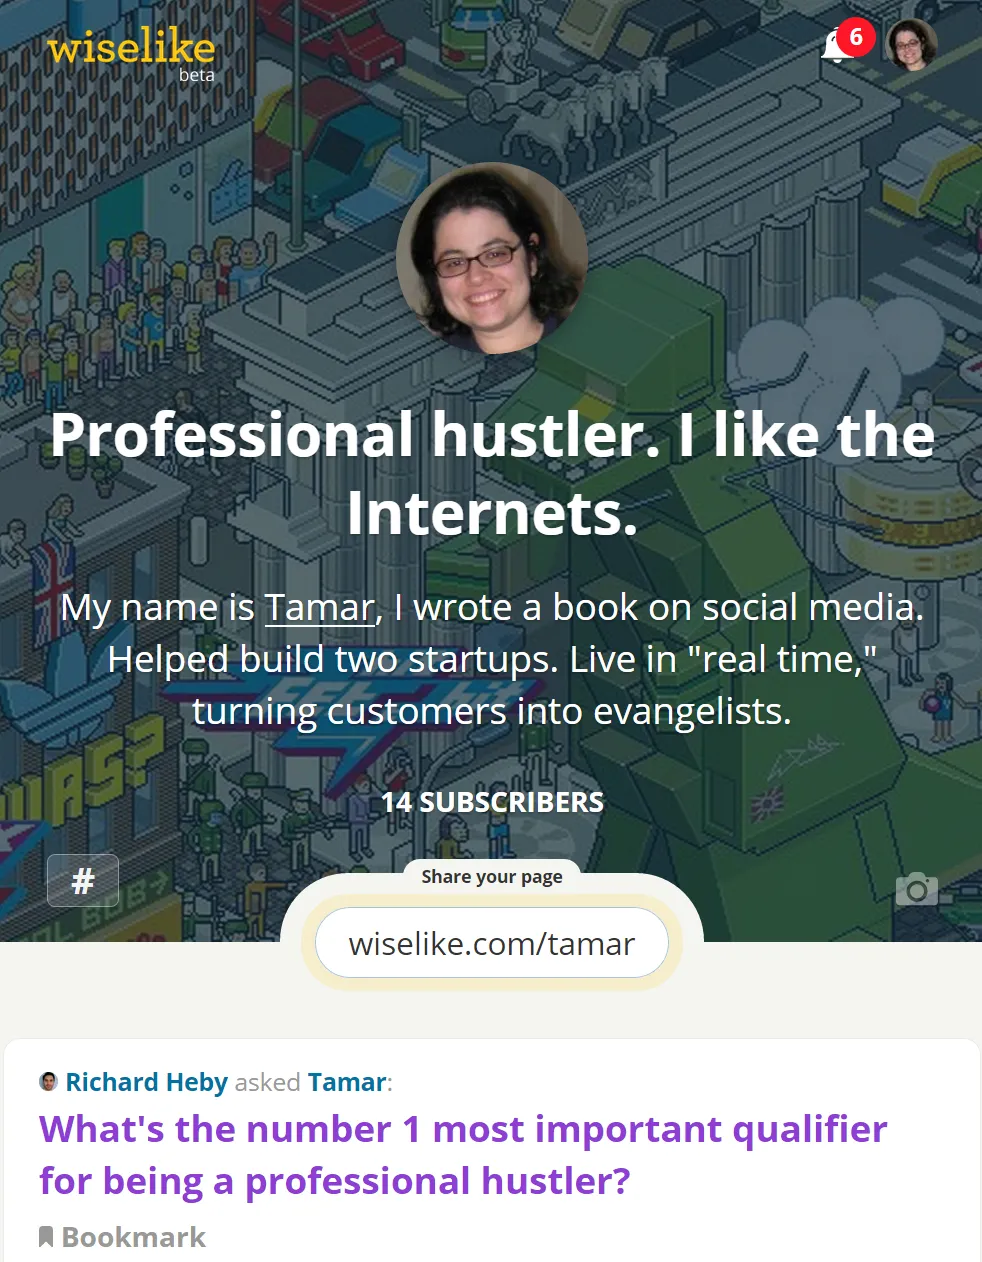 wiselike
beta
6
Professional hustler. I like the
Internets.
My name is Tamar, I wrote a book on social media.
Helped build two startups. Live in "real time,"
turning customers into evangelists.
14 SUBSCRIBERS
#
Share your page
wiselike.com/tamar
Richard Heby asked Tamar:
What's the number 1 most important qualifier
for being a professional hustler?
Bookmark